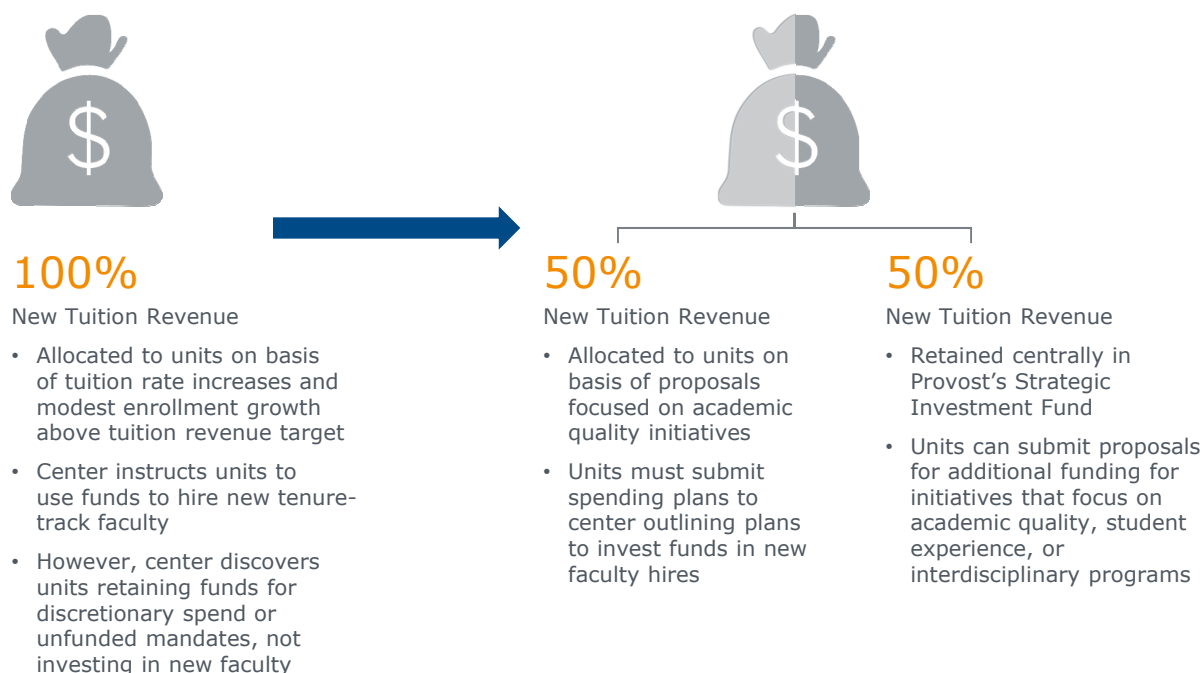 $
100%
New Tuition Revenue
• Allocated to units on basis
of tuition rate increases and
modest enrollment growth
above tuition revenue target
• Center instructs units to
use funds to hire new tenure-
track faculty
• However, center discovers
units retaining funds for
discretionary spend or
unfunded mandates, not
investing in new faculty
$
50%
New Tuition Revenue
• Allocated to units on
basis of proposals
focused on academic
quality initiatives
• Units must submit
spending plans to
center outlining plans
to invest funds in new
faculty hires
50%
New Tuition Revenue
• Retained centrally in
Provost’s Strategic
Investment Fund
• Units can submit proposals
for additional funding for
initiatives that focus on
academic quality, student
experience, or
interdisciplinary programs